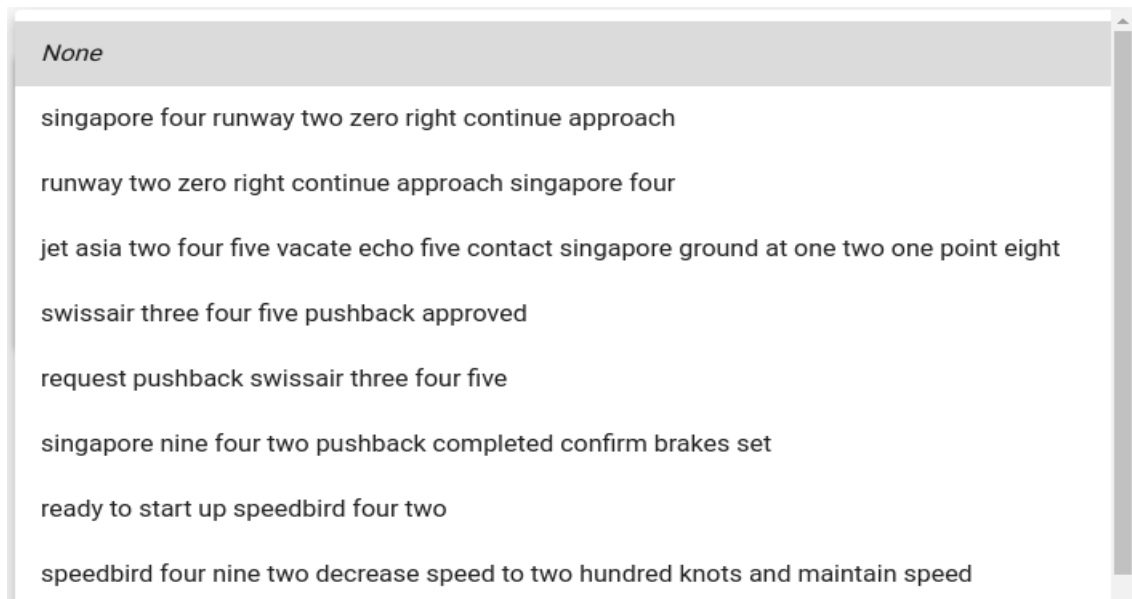 None
singapore four runway two zero right continue approach
runway two zero right continue approach singapore four
jet asia two four five vacate echo five contact singapore ground at one two one point eight
swissair three four five pushback approved
request pushback swissair three four five
singapore nine four two pushback completed confirm brakes set
ready to start up speedbird four two
speedbird four nine two decrease speed to two hundred knots and maintain speed